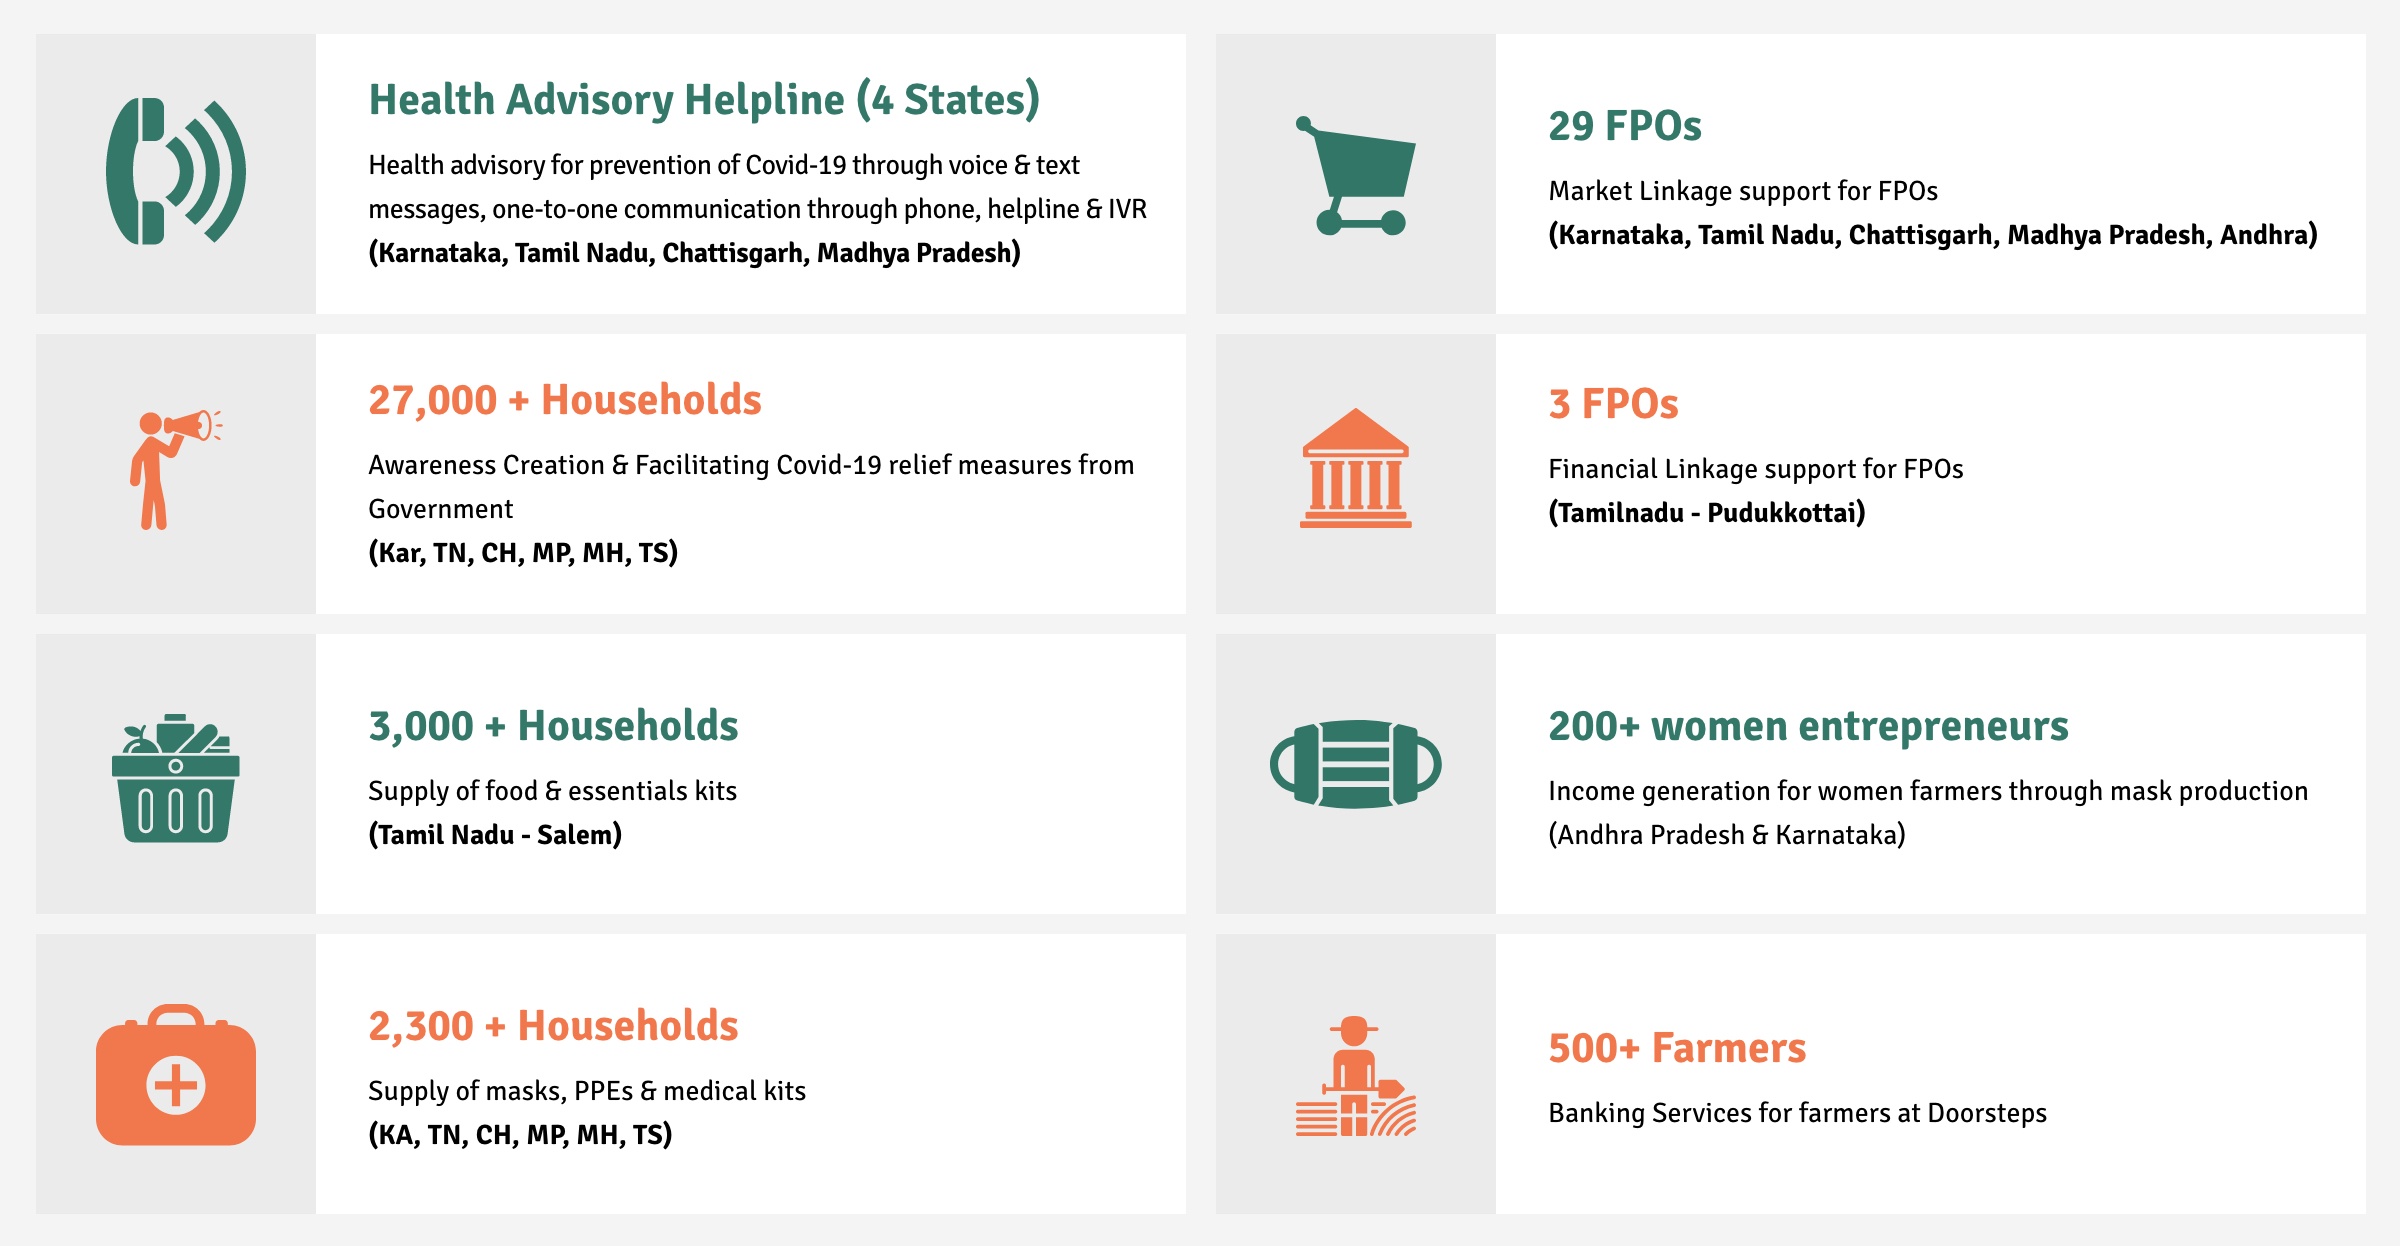 Health Advisory Helpline (4 States)
Health advisory for prevention of Covid-19 through voice & text
messages, one-to-one communication through phone, helpline & IVR
(Karnataka, Tamil Nadu, Chattisgarh, Madhya Pradesh)
29 FPOs
Market Linkage support for FPOs
(Karnataka, Tamil Nadu, Chattisgarh, Madhya Pradesh, Andhra)
27,000 + Households
Awareness Creation & Facilitating Covid-19 relief measures from
Government
(Kar, TN, CH, MP, MH, TS)
3 FPOs
Financial Linkage support for FPOs
(Tamilnadu - Pudukkottai)
3,000 + Households
Supply of food & essentials kits
(Tamil Nadu - Salem)
200+ women entrepreneurs
Income generation for women farmers through mask production
(Andhra Pradesh & Karnataka)
2,300 + Households
Supply of masks, PPEs & medical kits
(KA, TN, CH, MP, MH, TS)
500+ Farmers
Banking Services for farmers at Doorsteps